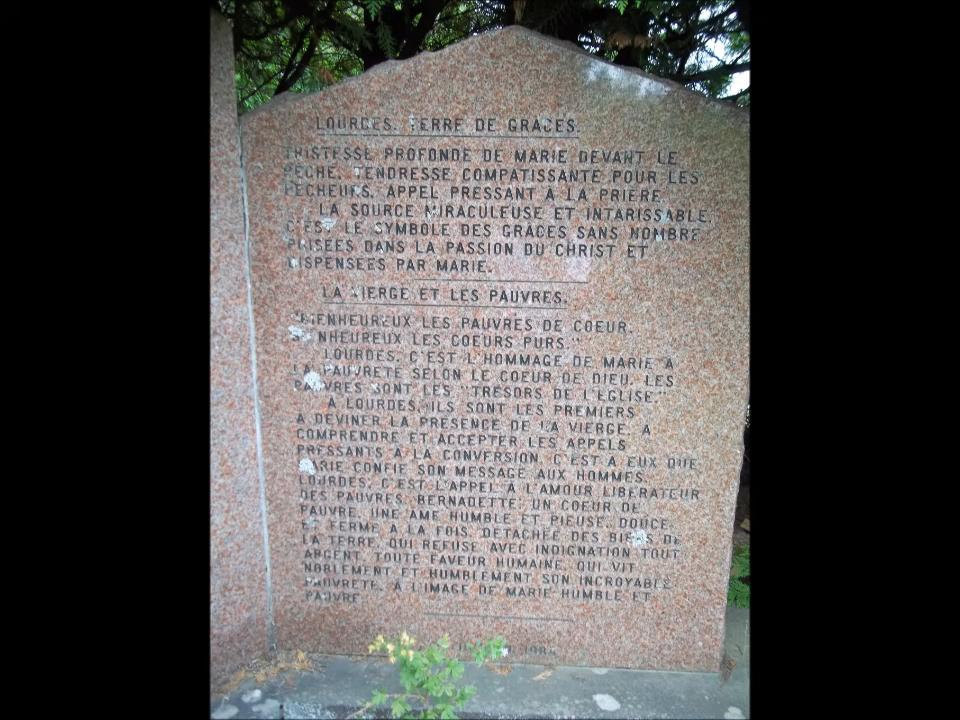 LOURDES, TERRE DE GRACES.
TRISTESSE PROFONDE DE MARIE DEVANT LE
PECHE, TENDRESSE COMPATISSANTE POUR LES
PECHEURS, APPEL PRESSANT A LA PRIERE.
LA SOURCE MIRACULEUSE ET INTARISSABLE,
C'EST LE SYMBOLE DES GRACES SANS NOMBRE
PUISEES DANS LA PASSION DU CHRIST ET
DISPENSEES PAR MARIE.
LA VIERGE ET LES PAUVRES.
"BIENHEUREUX LES PAUVRES DE COEUR.
BIENHEUREUX LES COEURS PURS."
LOURDES, C'EST L'HOMMAGE DE MARIE A
LA PAUVRETE SELON LE COEUR DE DIEU. LES
PAUVRES SONT LES "TRESORS DE L'EGLISE."
A LOURDES, ILS SONT LES PREMIERS
A DEVINER LA PRESENCE DE LA VIERGE, A
COMPRENDRE ET ACCEPTER LES APPELS
PRESSANTS A LA CONVERSION. C'EST A EUX QUE
MARIE CONFIE SON MESSAGE AUX HOMMES.
LOURDES, C'EST L'APPEL A L'AMOUR LIBERATEUR
DES PAUVRES. BERNADETTE, UN COEUR DE
PAUVRE, UNE AME HUMBLE ET PIEUSE, DOUCE
ET FERME A LA FOIS, DETACHEE DES BIENS DE
LA TERRE, QUI REFUSE AVEC INDIGNATION TOUT
ARGENT, TOUTE FAVEUR HUMAINE, QUI VIT
NOBLEMENT ET HUMBLEMENT SON INCROYABLE
PAUVRETE, A L'IMAGE DE MARIE HUMBLE ET
PAUVRE